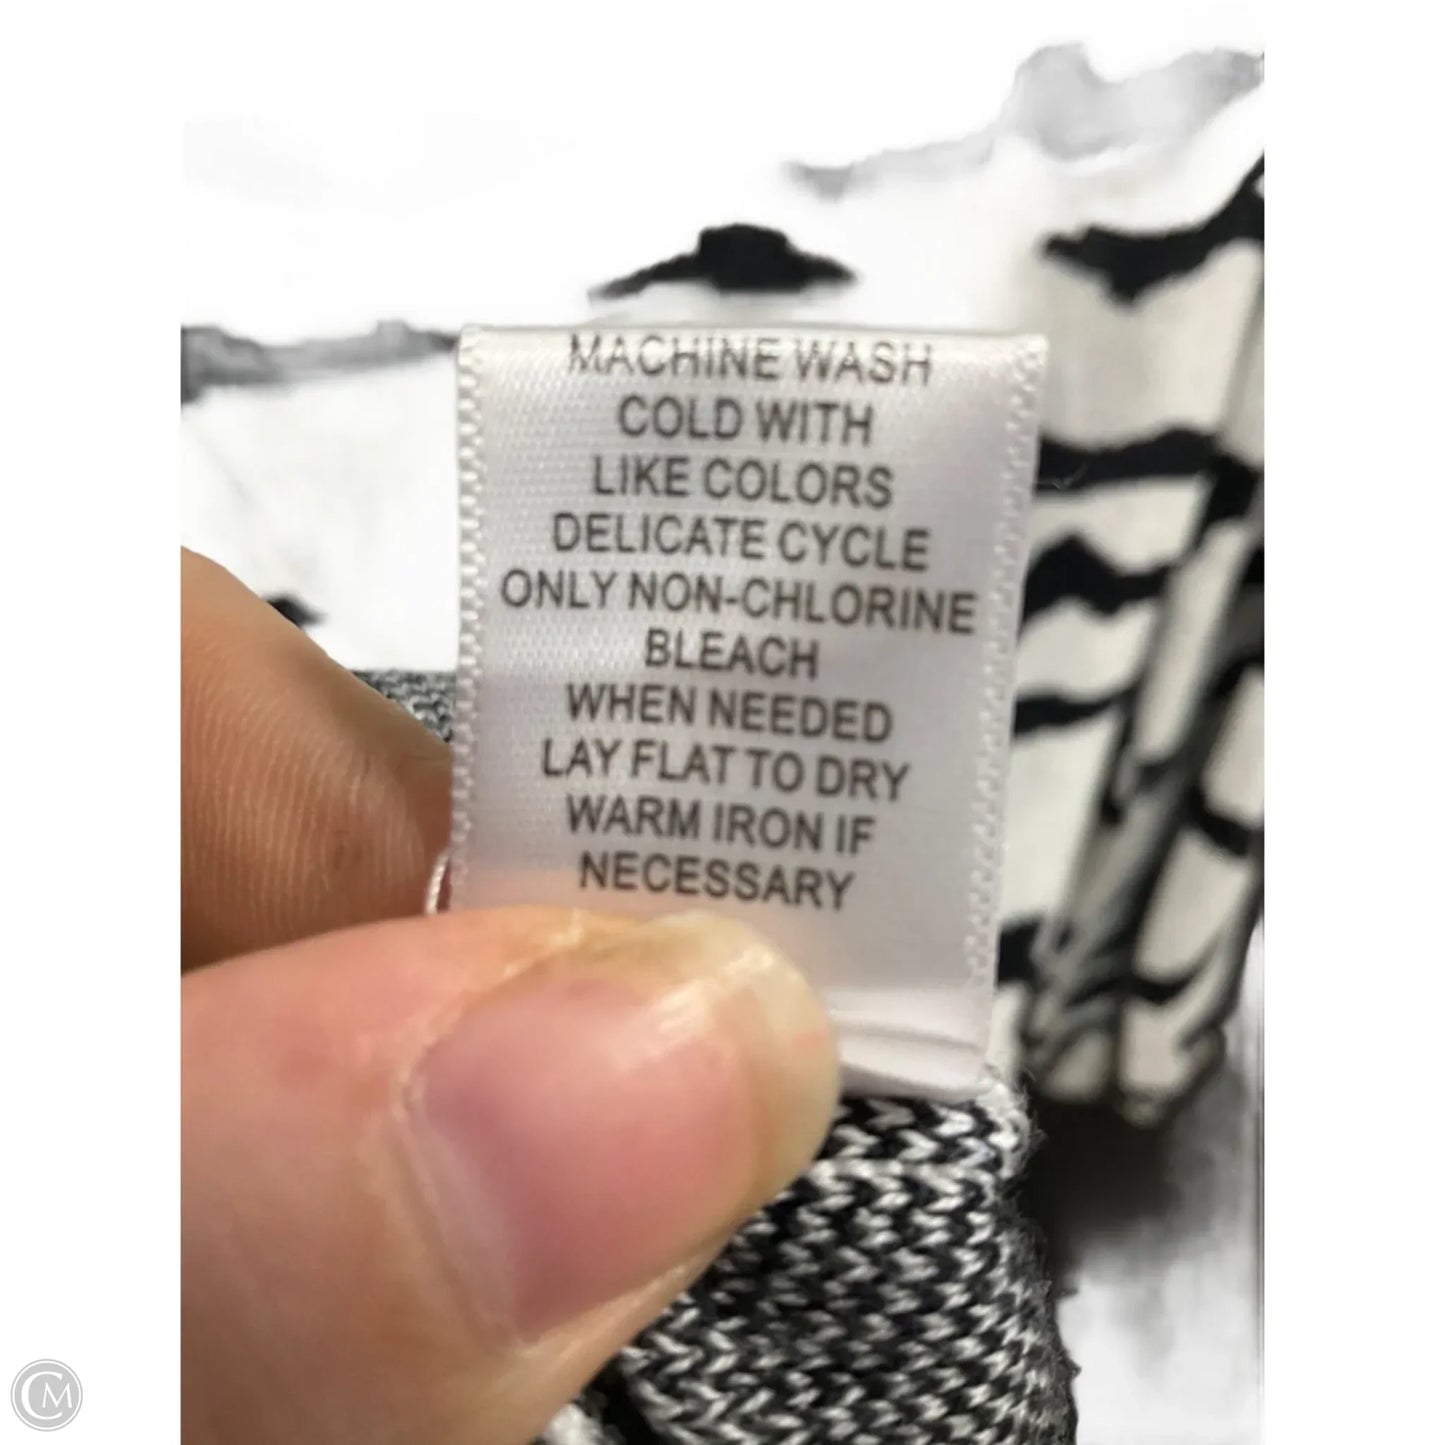 MACHINE WASH
COLD WITH
LIKE COLORS
DELICATE CYCLE
ONLY NON-CHLORINE
BLEACH
WHEN NEEDED
LAY FLAT TO DRY
WARM IRON IF
NECESSARY
CM